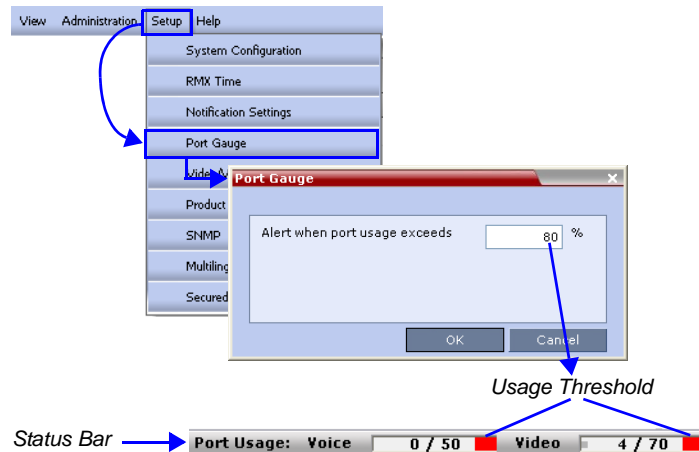 View Administration Setup Help
System Configuration
RMX Time
Notification Settings
Port Gauge
Port Gauge
Product
SNMP
Alert when port usage exceeds 80 %
Multiling
Secured
OK Cancel
Usage Threshold
Status Bar Port Usage: Voice 0 / 50 Video 4 / 70